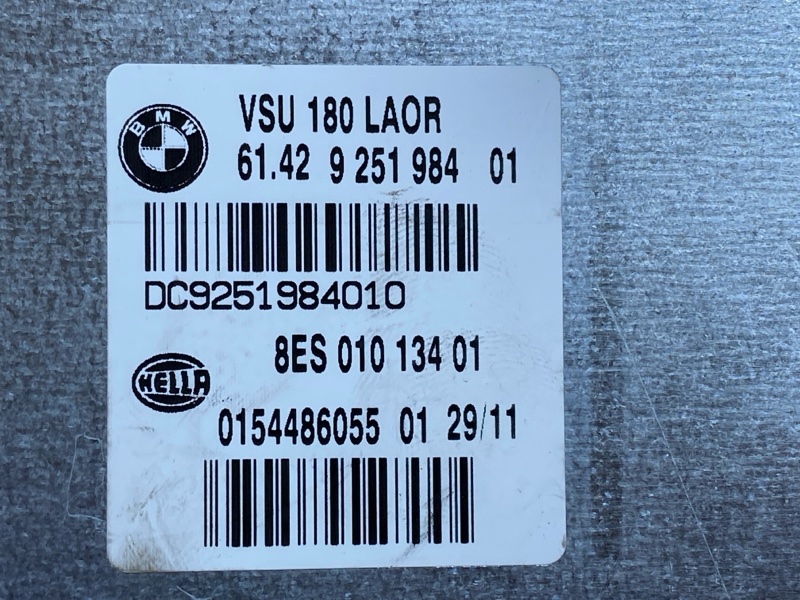 BMW
VSU 180 LAOR
61.42 9 251 984 01
DC9251984010
8ES 010 134 01
HELLA
0154486055 01 29/11